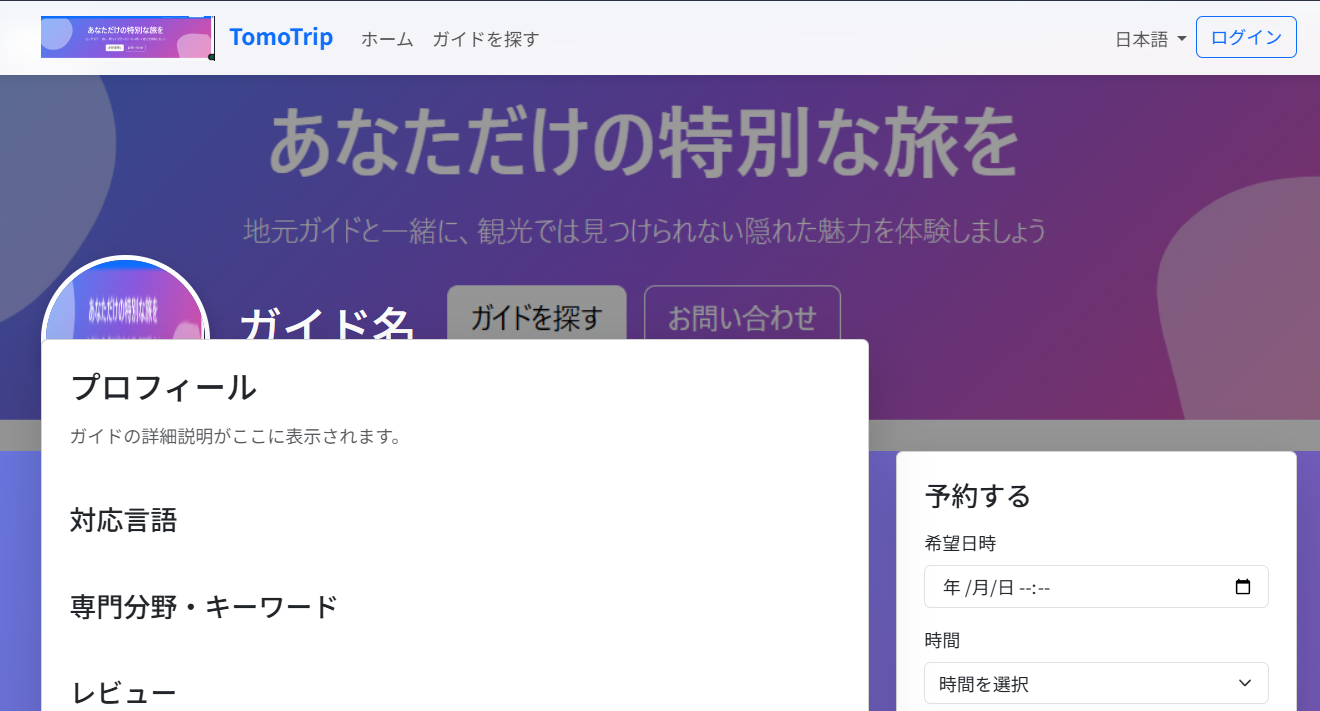 あなただけの特別な旅を
TomoTrip
ホーム
ガイドを探す
日本語
ログイン
あなただけの特別な旅を
地元ガイドと一緒に、観光では見つけられない隠れた魅力を体験しましょう
あなただけの特別な旅を
ガイド名
ガイドを探す
お問い合わせ
プロフィール
ガイドの詳細説明がここに表示されます。
対応言語
専門分野・キーワード
レビュー
予約する
希望日時
年 /月/日 --:--
時間
時間を選択